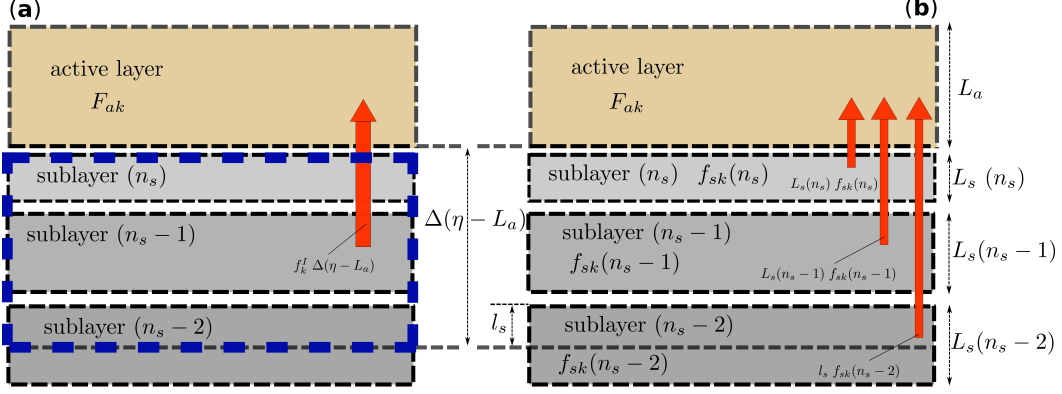 (a)
active layer
F_{ak}
sublayer (n_s)
sublayer (n_s − 1)
f_k^I Δ(η − L_a)
sublayer (n_s − 2)
Δ(η − L_a)
l_s
(b)
active layer
F_{ak}
L_a
sublayer (n_s) f_{sk}(n_s)
L_s(n_s) f_{sk}(n_s)
L_s (n_s)
sublayer (n_s − 1)
f_{sk}(n_s − 1)
L_s(n_s−1) f_{sk}(n_s−1)
L_s(n_s − 1)
sublayer (n_s − 2)
f_{sk}(n_s − 2)
l_s f_{sk}(n_s−2)
L_s(n_s − 2)